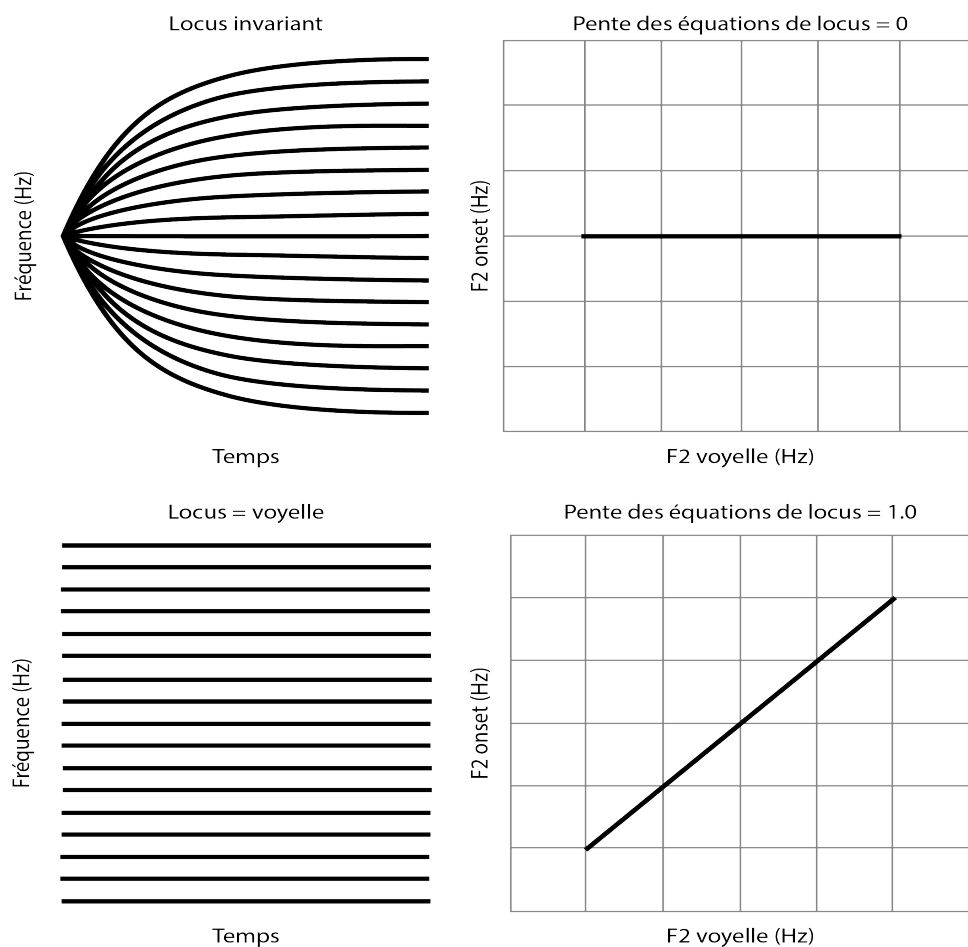 Locus invariant
Pente des équations de locus = 0
Fréquence (Hz)
F2 onset (Hz)
Temps
F2 voyelle (Hz)
Locus = voyelle
Pente des équations de locus = 1.0
Fréquence (Hz)
F2 onset (Hz)
Temps
F2 voyelle (Hz)